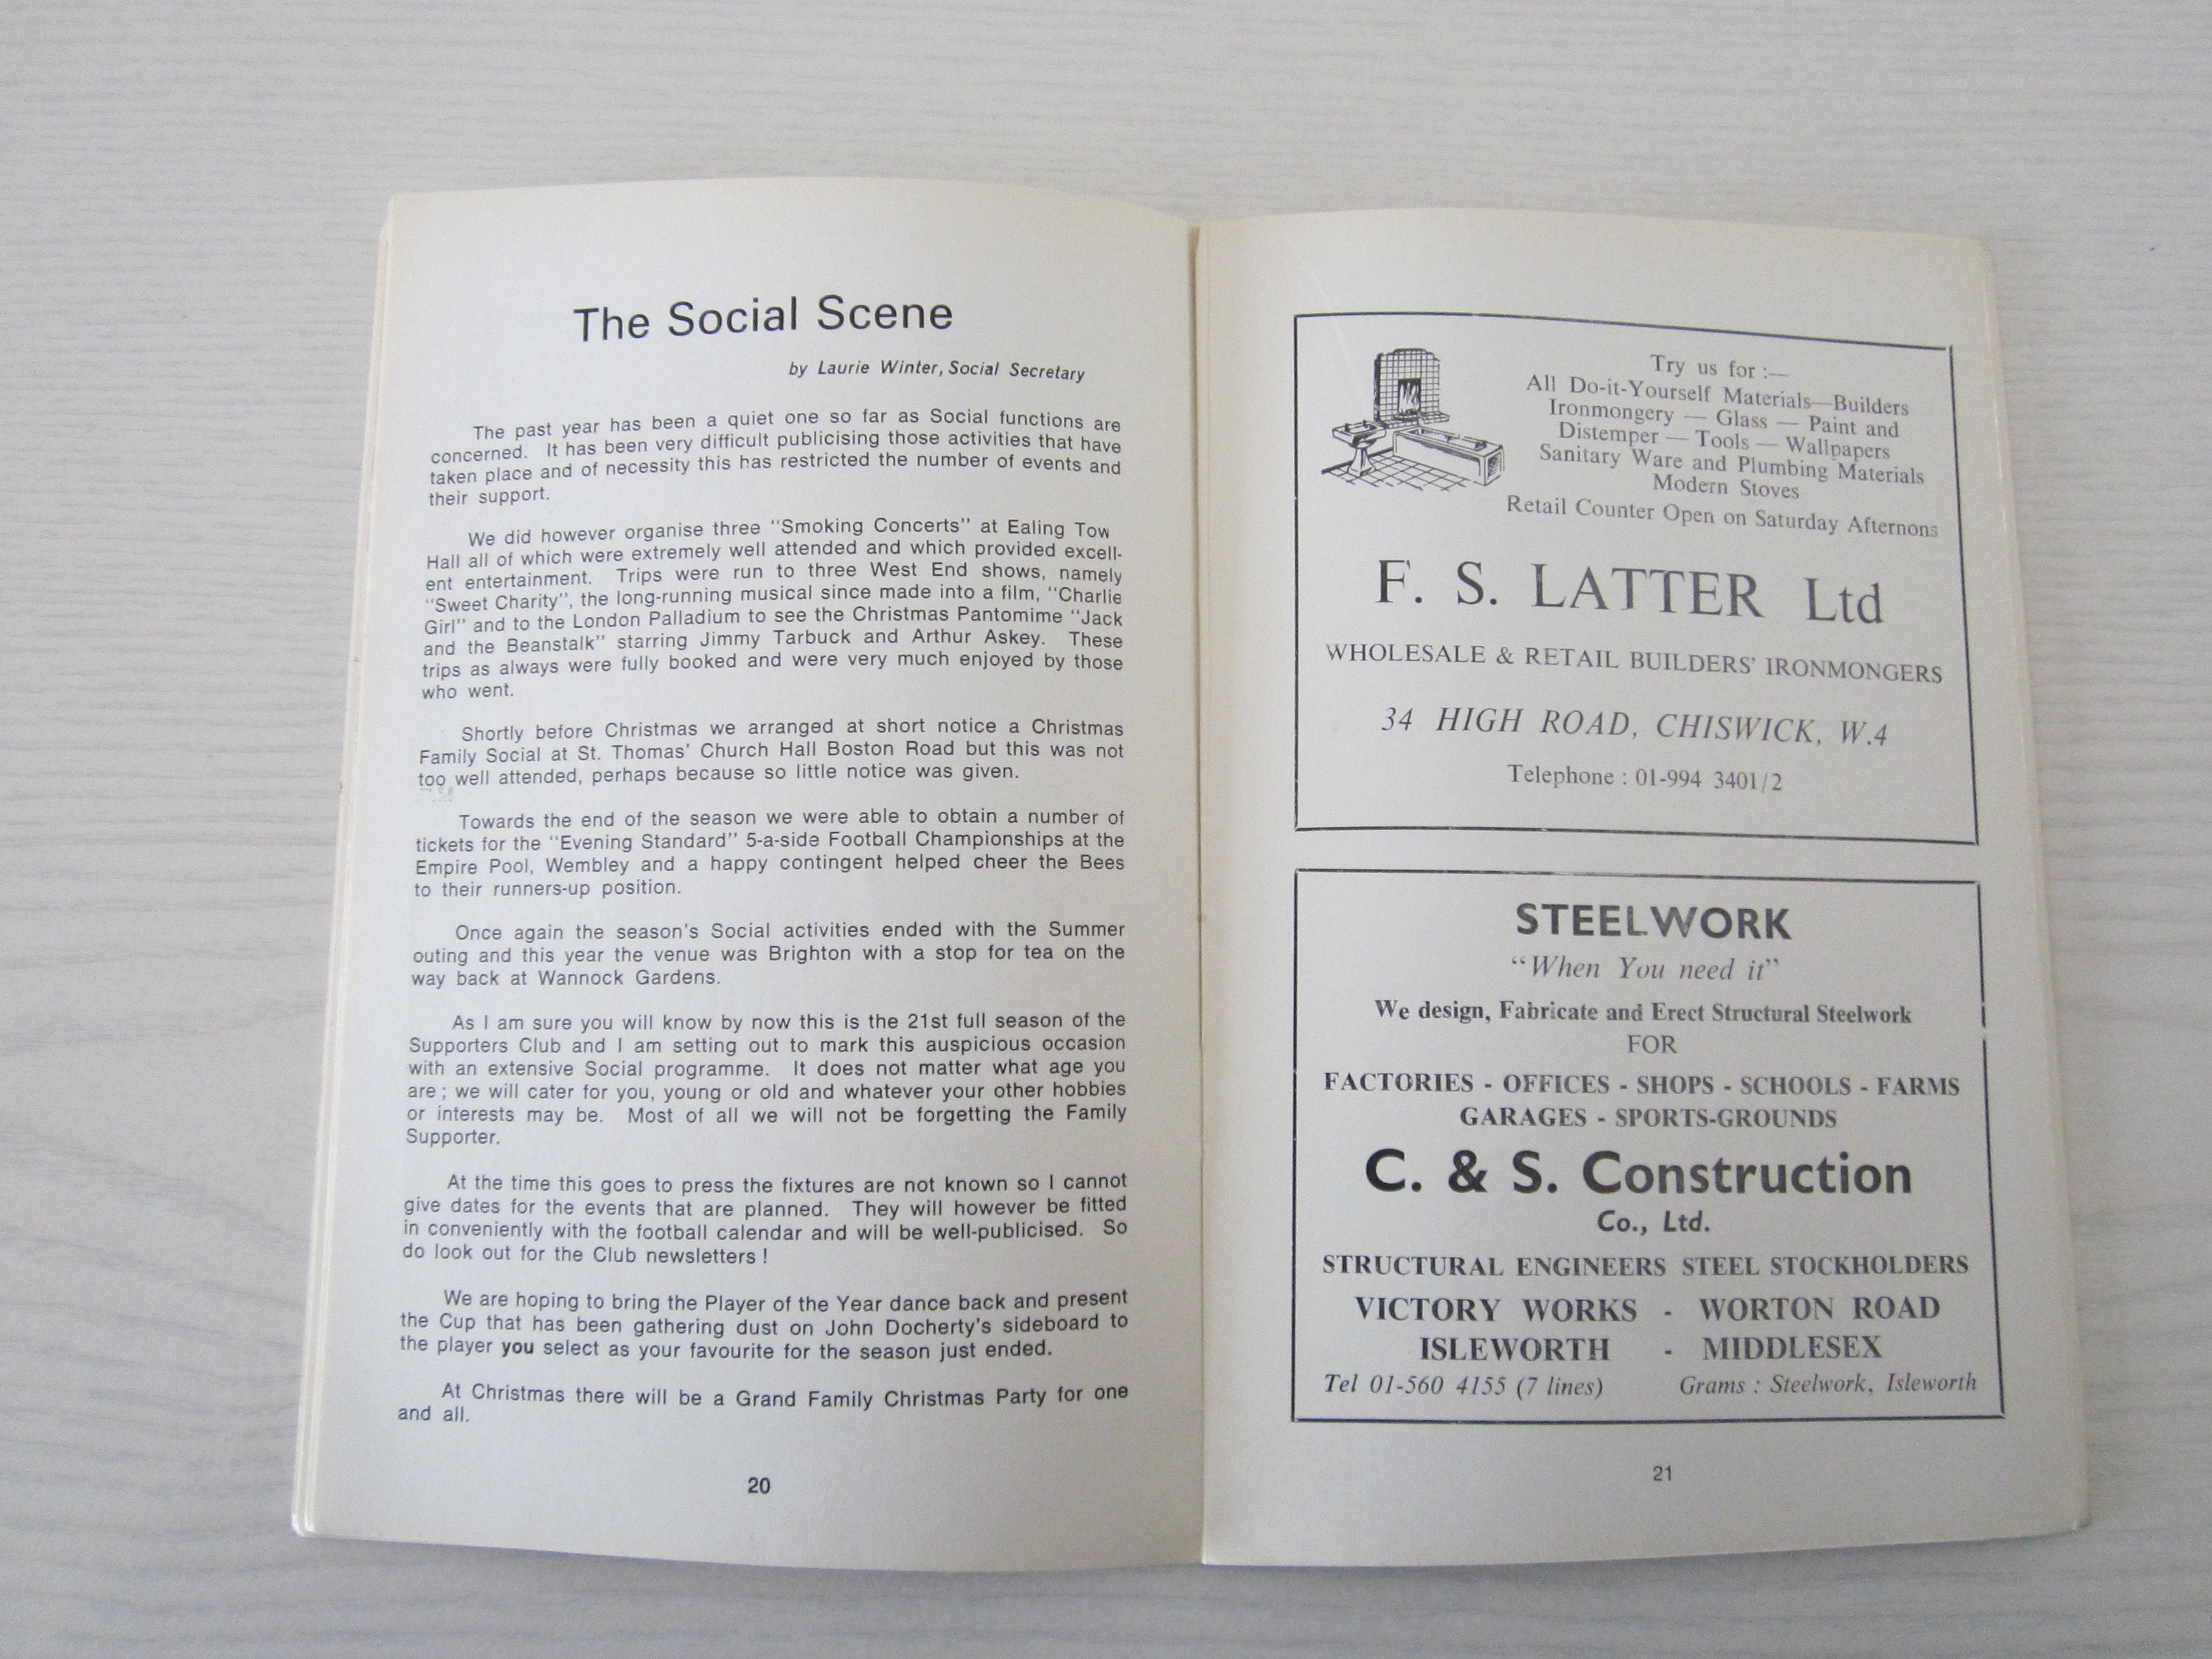 The Social Scene
by Laurie Winter, Social Secretary
The past year has been a quiet one so far as Social functions are
concerned. It has been very difficult publicising those activities that have
taken place and of necessity this has restricted the number of events and
their support.
We did however organise three "Smoking Concerts" at Ealing Tow
Hall all of which were extremely well attended and which provided excell-
ent entertainment. Trips were run to three West End shows, namely
"Sweet Charity", the long-running musical since made into a film, "Charlie
Girl" and to the London Palladium to see the Christmas Pantomime "Jack
and the Beanstalk" starring Jimmy Tarbuck and Arthur Askey. These
trips as always were fully booked and were very much enjoyed by those
who went.
Shortly before Christmas we arranged at short notice a Christmas
Family Social at St. Thomas' Church Hall Boston Road but this was not
too well attended, perhaps because so little notice was given.
Towards the end of the season we were able to obtain a number of
tickets for the "Evening Standard" 5-a-side Football Championships at the
Empire Pool, Wembley and a happy contingent helped cheer the Bees
to their runners-up position.
Once again the season's Social activities ended with the Summer
outing and this year the venue was Brighton with a stop for tea on the
way back at Wannock Gardens.
As I am sure you will know by now this is the 21st full season of the
Supporters Club and I am setting out to mark this auspicious occasion
with an extensive Social programme. It does not matter what age you
are ; we will cater for you, young or old and whatever your other hobbies
or interests may be. Most of all we will not be forgetting the Family
Supporter.
At the time this goes to press the fixtures are not known so I cannot
give dates for the events that are planned. They will however be fitted
in conveniently with the football calendar and will be well-publicised. So
do look out for the Club newsletters !
We are hoping to bring the Player of the Year dance back and present
the Cup that has been gathering dust on John Docherty's sideboard to
the player you select as your favourite for the season just ended.
At Christmas there will be a Grand Family Christmas Party for one
and all.
20
Try us for :—
All Do-it-Yourself Materials—Builders
Ironmongery — Glass — Paint and
Distemper — Tools — Wallpapers
Sanitary Ware and Plumbing Materials
Modern Stoves
Retail Counter Open on Saturday Afternons
F. S. LATTER Ltd
WHOLESALE & RETAIL BUILDERS' IRONMONGERS
34 HIGH ROAD, CHISWICK, W.4
Telephone : 01-994 3401/2
STEELWORK
"When You need it"
We design, Fabricate and Erect Structural Steelwork
FOR
FACTORIES - OFFICES - SHOPS - SCHOOLS - FARMS
GARAGES - SPORTS-GROUNDS
C. & S. Construction
Co., Ltd.
STRUCTURAL ENGINEERS STEEL STOCKHOLDERS
VICTORY WORKS - WORTON ROAD
ISLEWORTH - MIDDLESEX
Tel 01-560 4155 (7 lines) Grams : Steelwork, Isleworth
21